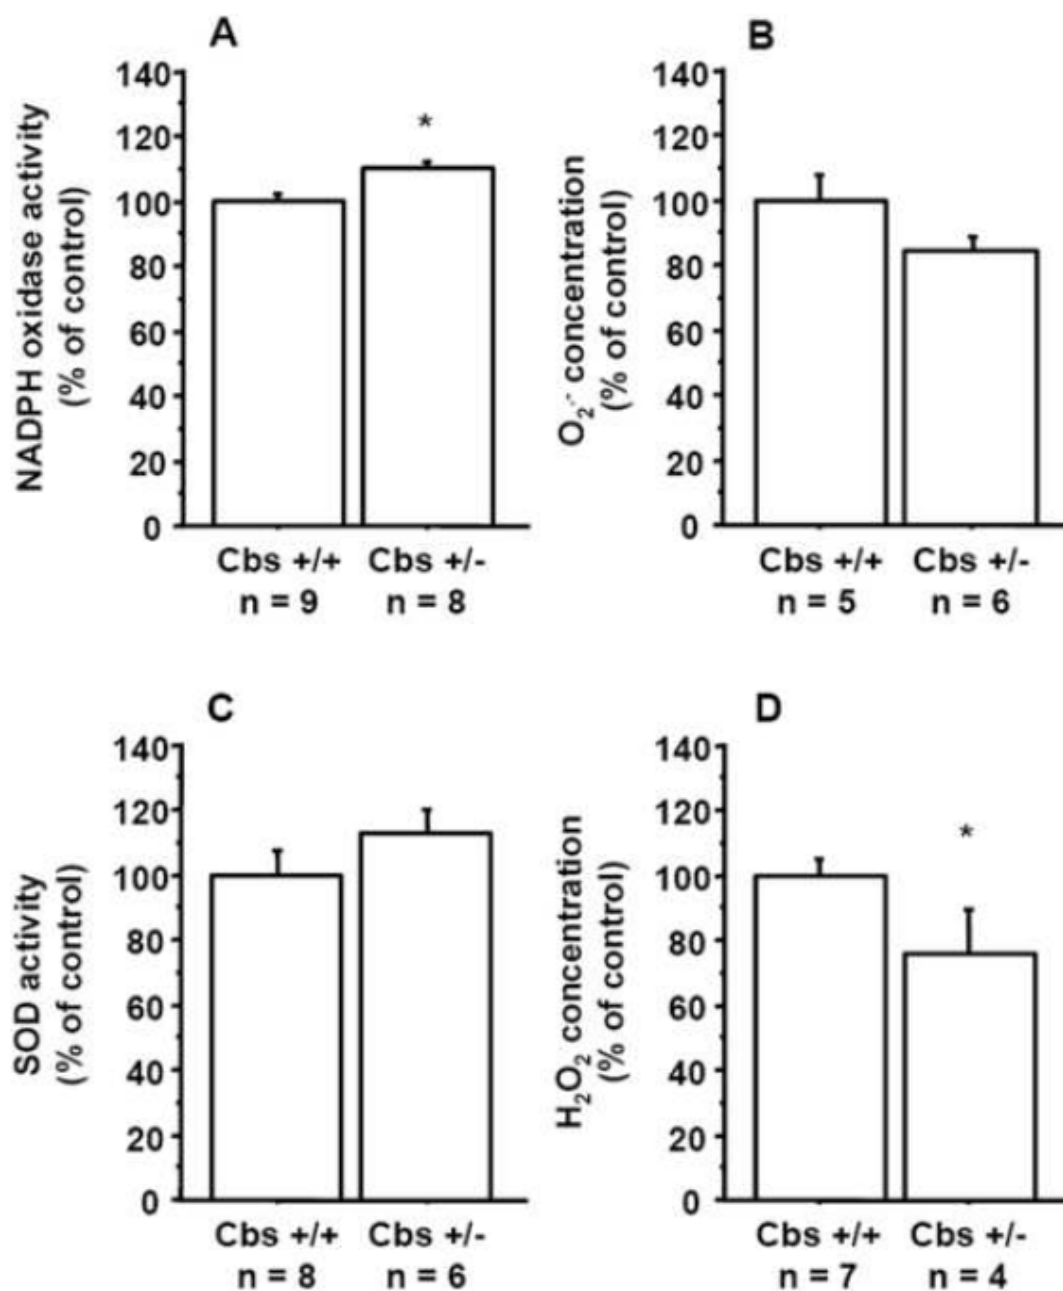 A
NADPH oxidase activity
(% of control)
140
120
*
100
80
60
40
20
0
Cbs +/+ Cbs +/-
n = 9 n = 8
B
O₂·- concentration
(% of control)
140
120
100
80
60
40
20
0
Cbs +/+ Cbs +/-
n = 5 n = 6
C
SOD activity
(% of control)
140
120
100
80
60
40
20
0
Cbs +/+ Cbs +/-
n = 8 n = 6
D
H₂O₂ concentration
(% of control)
140
120
*
100
80
60
40
20
0
Cbs +/+ Cbs +/-
n = 7 n = 4